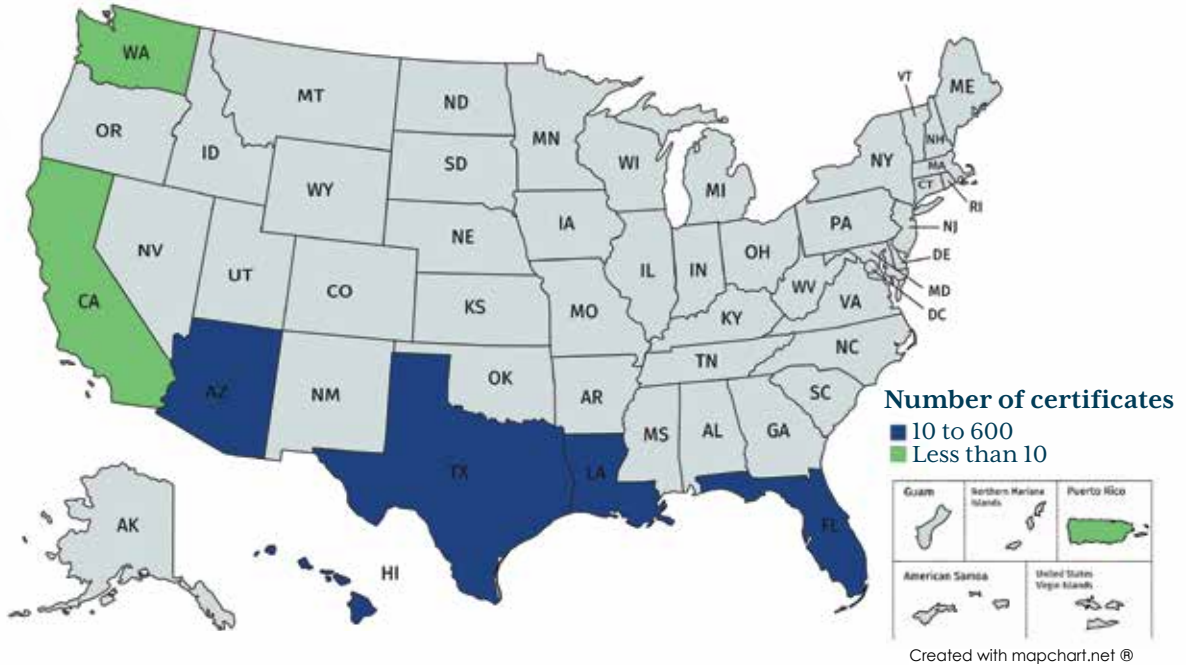 WA
MT
ND
OR
ID
SD
MN
WI
MI
NY
VT
NH
ME
MA
CT
RI
WY
NE
IA
PA
NJ
NV
UT
CO
KS
MO
IL
IN
OH
WV
VA
DE
MD
DC
CA
KY
TN
NC
AZ
NM
OK
AR
SC
MS
AL
GA
TX
LA
FL
AK
HI
Number of certificates
10 to 600
Less than 10
Guam
Northern Mariana
Islands
Puerto Rico
American Samoa
United States
Virgin Islands
Created with mapchart.net ®